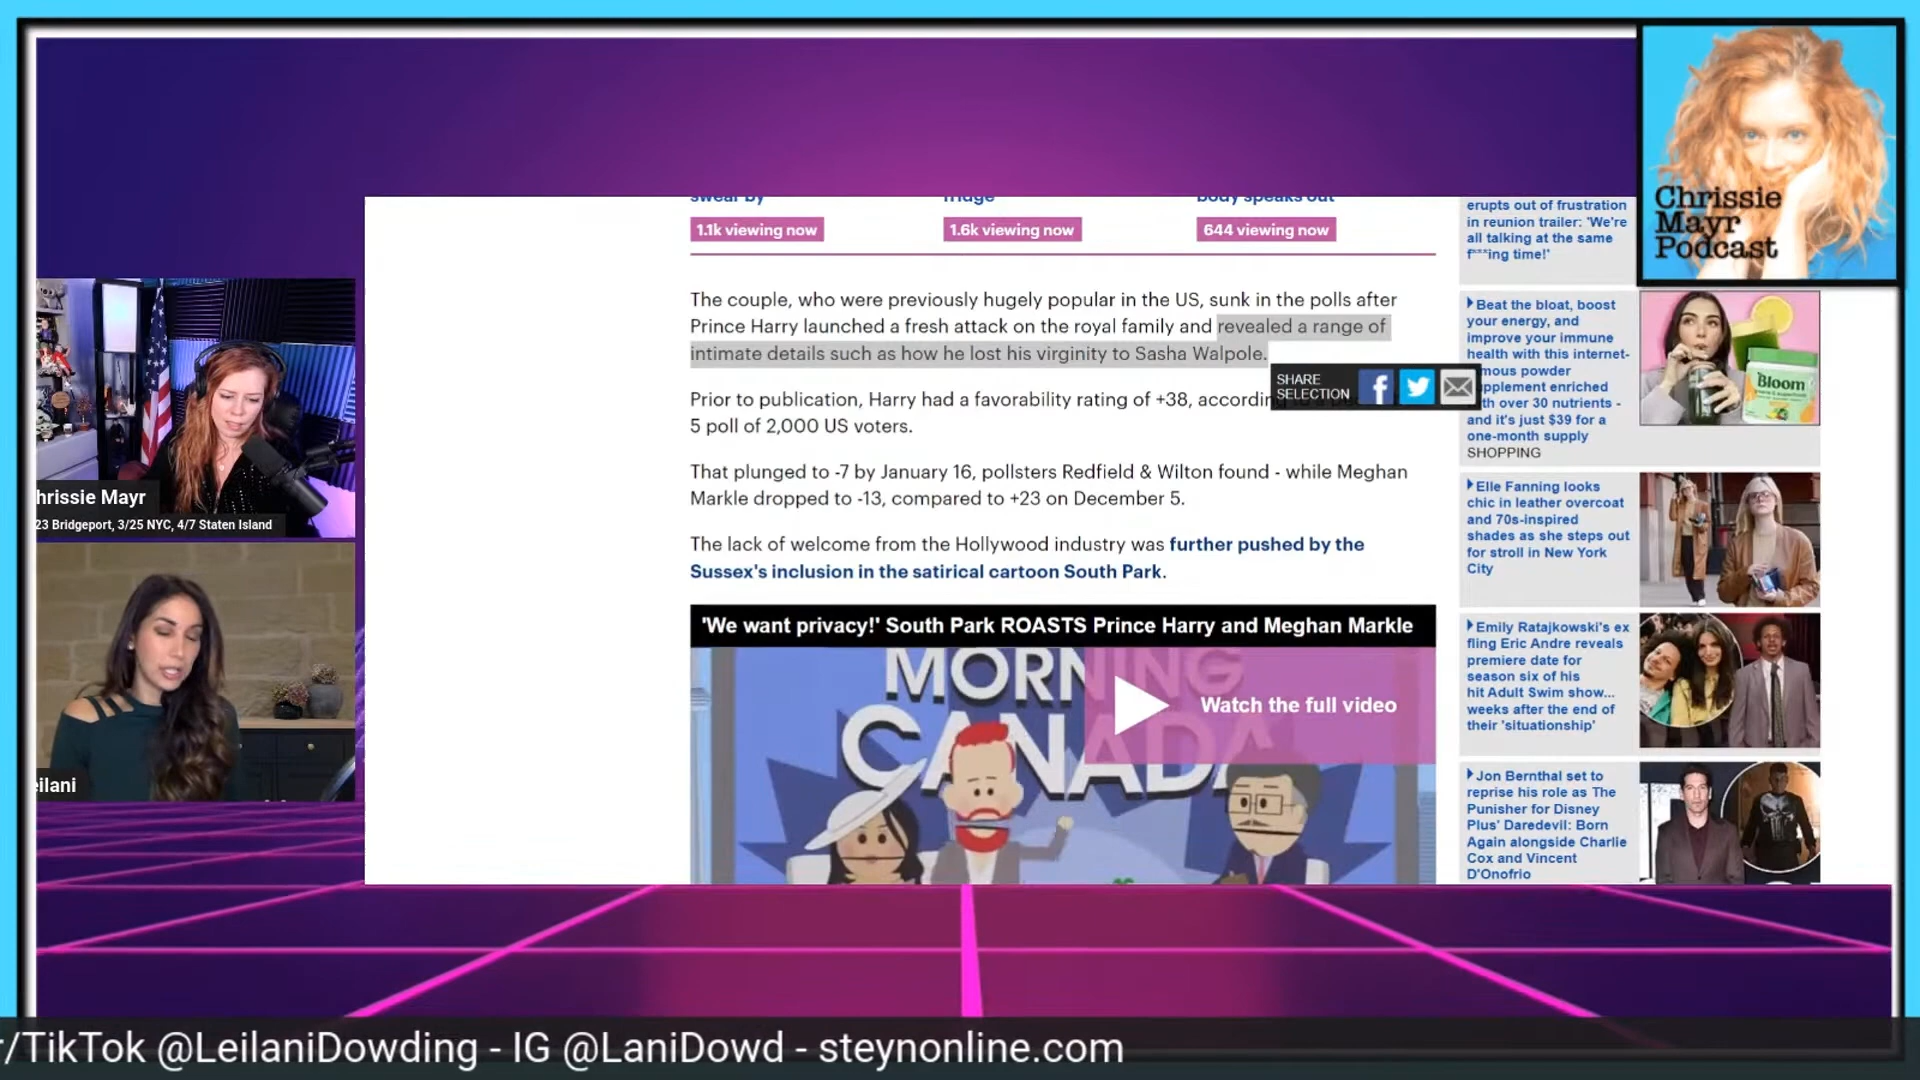 Chrissie
Mayr
Podcast
swear by
fridge
body speaks out
1.1k viewing now
1.6k viewing now
644 viewing now
The couple, who were previously hugely popular in the US, sunk in the polls after
Prince Harry launched a fresh attack on the royal family and revealed a range of
intimate details such as how he lost his virginity to Sasha Walpole.
SHARE
SELECTION
Prior to publication, Harry had a favorability rating of +38, accordin
5 poll of 2,000 US voters.
That plunged to -7 by January 16, pollsters Redfield & Wilton found - while Meghan
Markle dropped to -13, compared to +23 on December 5.
The lack of welcome from the Hollywood industry was further pushed by the
Sussex's inclusion in the satirical cartoon South Park.
'We want privacy!' South Park ROASTS Prince Harry and Meghan Markle
MORNING
CANADA
Watch the full video
erupts out of frustration
in reunion trailer: 'We're
all talking at the same
f***ing time!'
Beat the bloat, boost
your energy, and
improve your immune
health with this internet-
mous powder
pplement enriched
th over 30 nutrients -
and it's just $39 for a
one-month supply
SHOPPING
Bloom
Elle Fanning looks
chic in leather overcoat
and 70s-inspired
shades as she steps out
for stroll in New York
City
Emily Ratajkowski's ex
fling Eric Andre reveals
premiere date for
season six of his
hit Adult Swim show...
weeks after the end of
their 'situationship'
Jon Bernthal set to
reprise his role as The
Punisher for Disney
Plus' Daredevil: Born
Again alongside Charlie
Cox and Vincent
D'Onofrio
hrissie Mayr
23 Bridgeport, 3/25 NYC, 4/7 Staten Island
eilani
r/TikTok @LeilaniDowding - IG @LaniDowd - steynonline.com